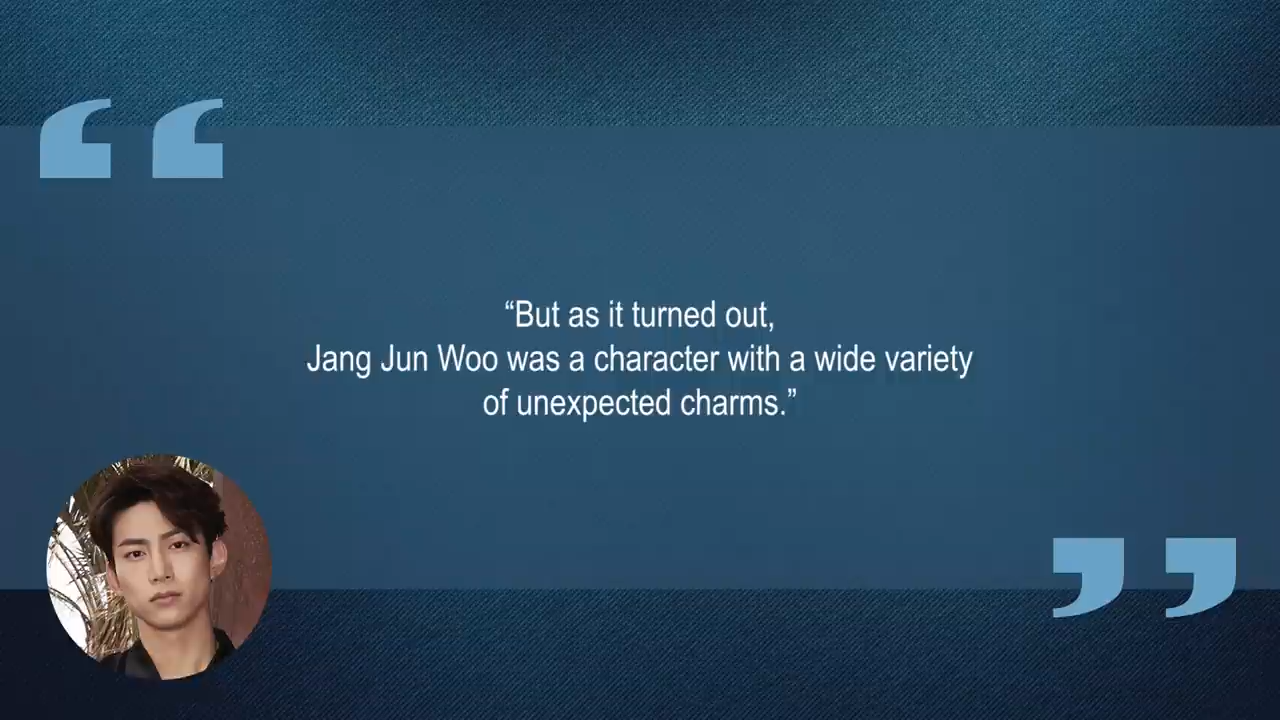 “But as it turned out,
Jang Jun Woo was a character with a wide variety
of unexpected charms.”